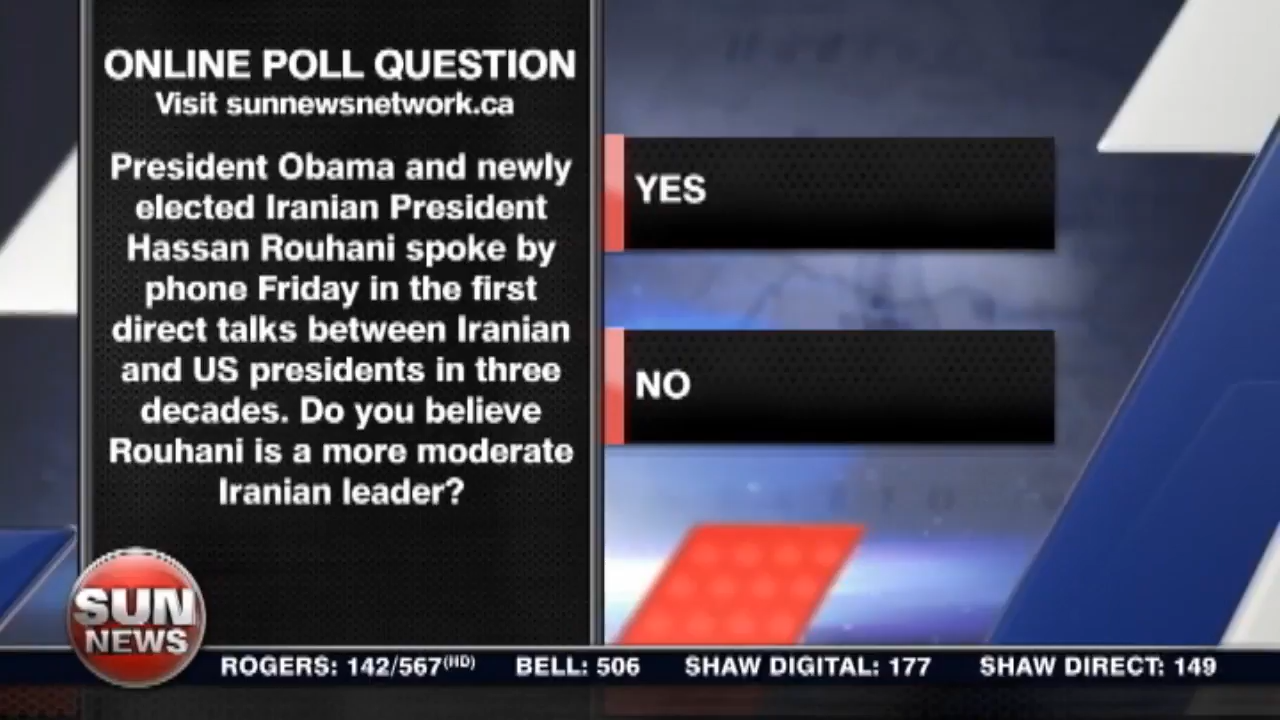 ONLINE POLL QUESTION
Visit sunnewsnetwork.ca
President Obama and newly
elected Iranian President
Hassan Rouhani spoke by
phone Friday in the first
direct talks between Iranian
and US presidents in three
decades. Do you believe
Rouhani is a more moderate
Iranian leader?
YES
NO
SUN
NEWS
ROGERS: 142/567(HD) BELL: 506 SHAW DIGITAL: 177 SHAW DIRECT: 149